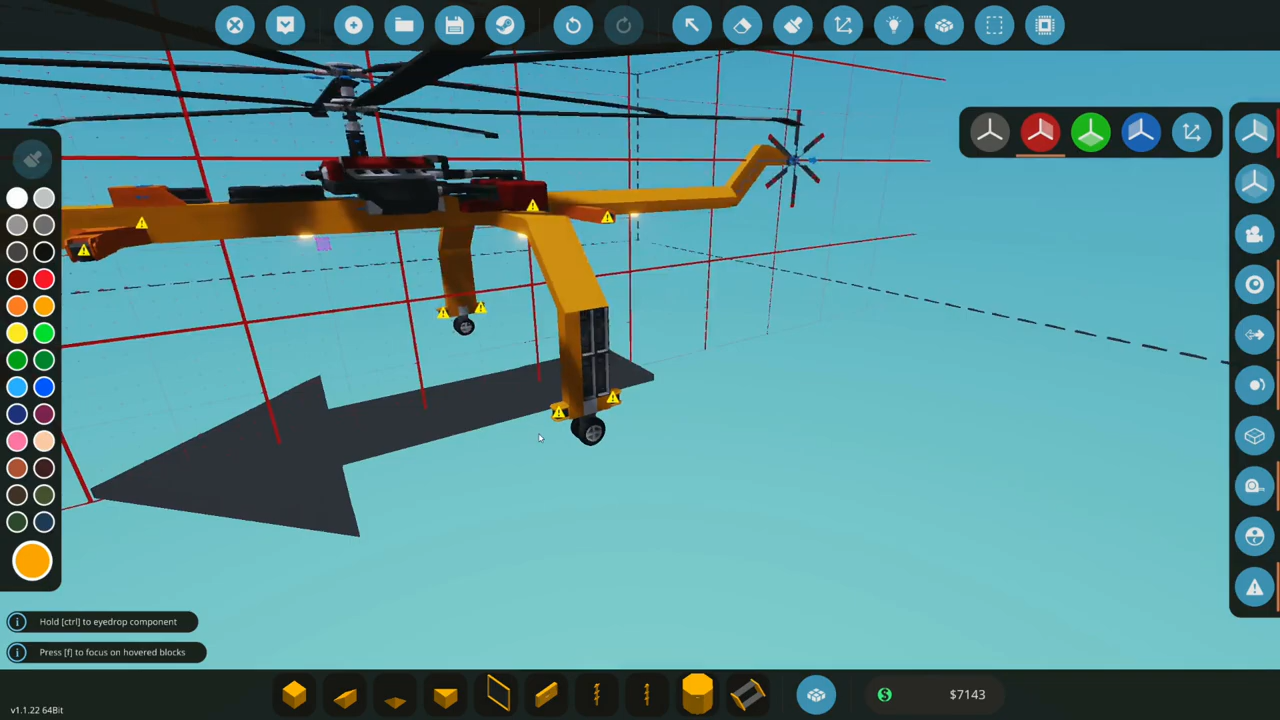 Hold [ctrl] to eyedrop component
Press [f] to focus on hovered blocks
$7143
v1.1.22 64Bit